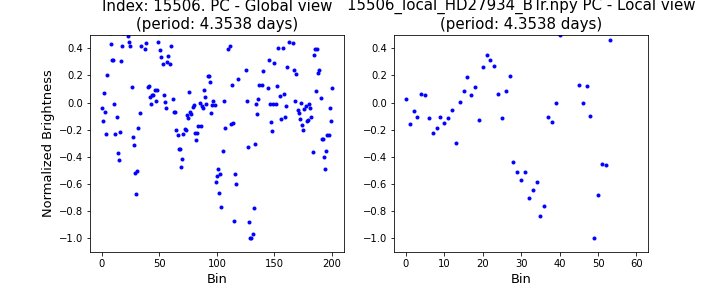 Index: 15506. PC - Global view
(period: 4.3538 days)
15506_local_HD27934_BTr.npy PC - Local view
(period: 4.3538 days)
Normalized Brightness
0.4
0.2
0.0
−0.2
−0.4
−0.6
−0.8
−1.0
0 50 100 150 200
Bin
0.4
0.2
0.0
−0.2
−0.4
−0.6
−0.8
−1.0
0 10 20 30 40 50 60
Bin